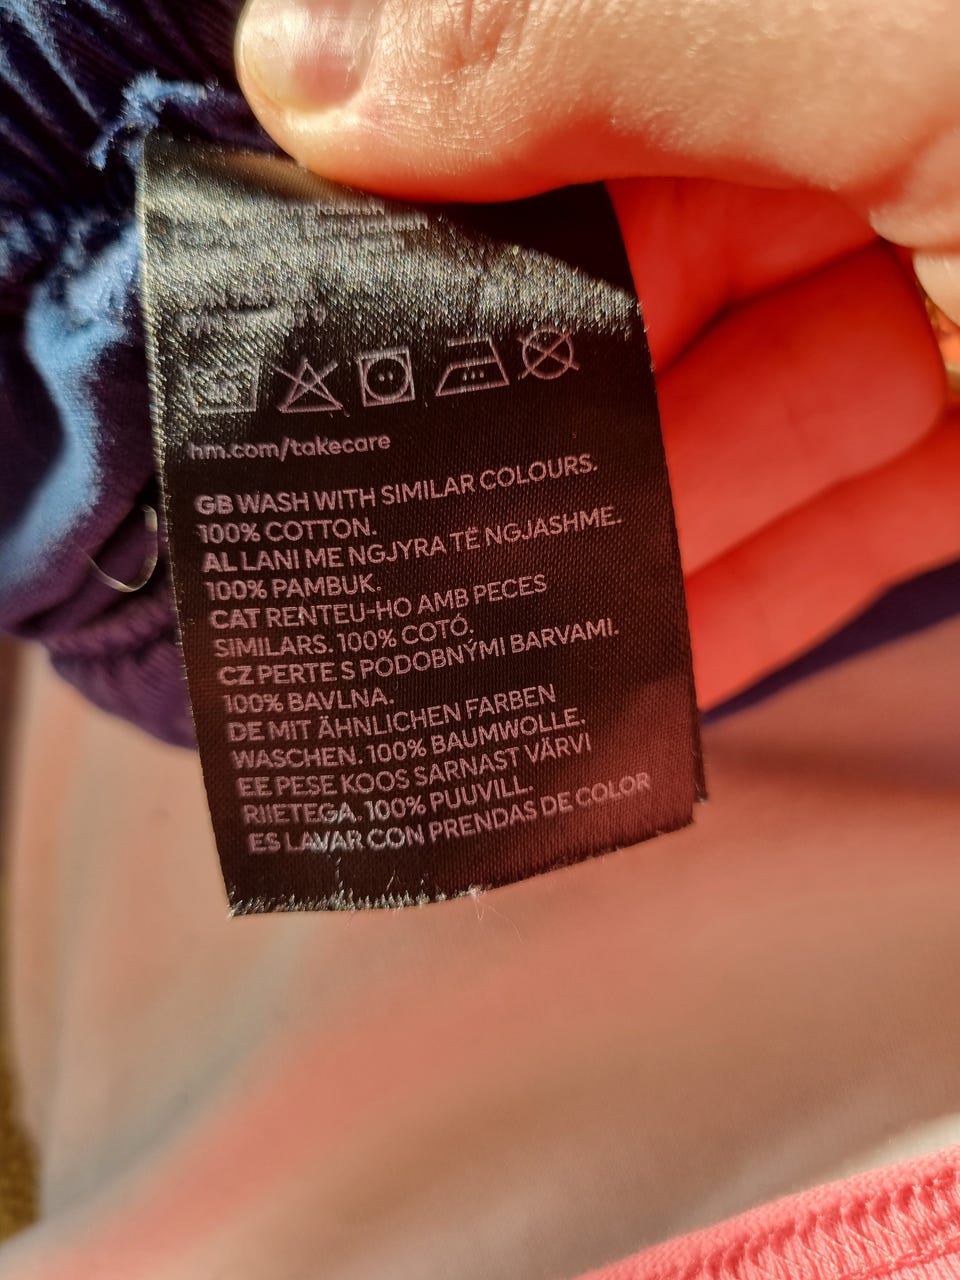 hm.com/takecare
GB WASH WITH SIMILAR COLOURS.
100% COTTON.
AL LANI ME NGJYRA TË NGJASHME.
100% PAMBUK.
CAT RENTEU-HO AMB PECES
SIMILARS. 100% COTÓ.
CZ PERTE S PODOBNÝMI BARVAMI.
100% BAVLNA.
DE MIT ÄHNLICHEN FARBEN
WASCHEN. 100% BAUMWOLLE.
EE PESE KOOS SARNAST VÄRVI
RIIETEGA. 100% PUUVILL.
ES LAVAR CON PRENDAS DE COLOR